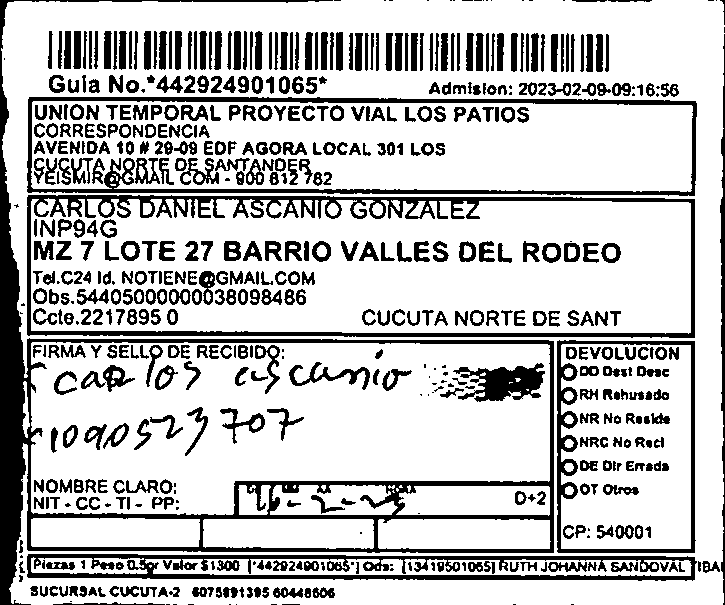 Guia No.*442924901065*
Admision: 2023-02-09-09:16:56
UNION TEMPORAL PROYECTO VIAL LOS PATIOS
CORRESPONDENCIA
AVENIDA 10 # 29-09 EDF AGORA LOCAL 301 LOS
CUCUTA NORTE DE SANTANDER
YEISMIR@GMAIL COM - 900 812 782
CARLOS DANIEL ASCANIO GONZALEZ
INP94G
MZ 7 LOTE 27 BARRIO VALLES DEL RODEO
Tel.C24 Id. NOTIENE@GMAIL.COM
Obs.54405000000038098486
Ccte.2217895 0
CUCUTA NORTE DE SANT
FIRMA Y SELLO DE RECIBIDO:
carlos ascanio
1090523707
NOMBRE CLARO:
NIT - CC - TI - PP:
D+2
DEVOLUCION
DD Dest Desc
RH Rehusado
NR No Reside
NRC No Recl
DE Dir Errada
OT Otros
CP: 540001
Piezas 1 Peso 0.5gr Valor $1300 [*442924901065*] Ods: [13419501065] RUTH JOHANNA SANDOVAL TIBA
SUCURSAL CUCUTA-2 6075891395 60448606